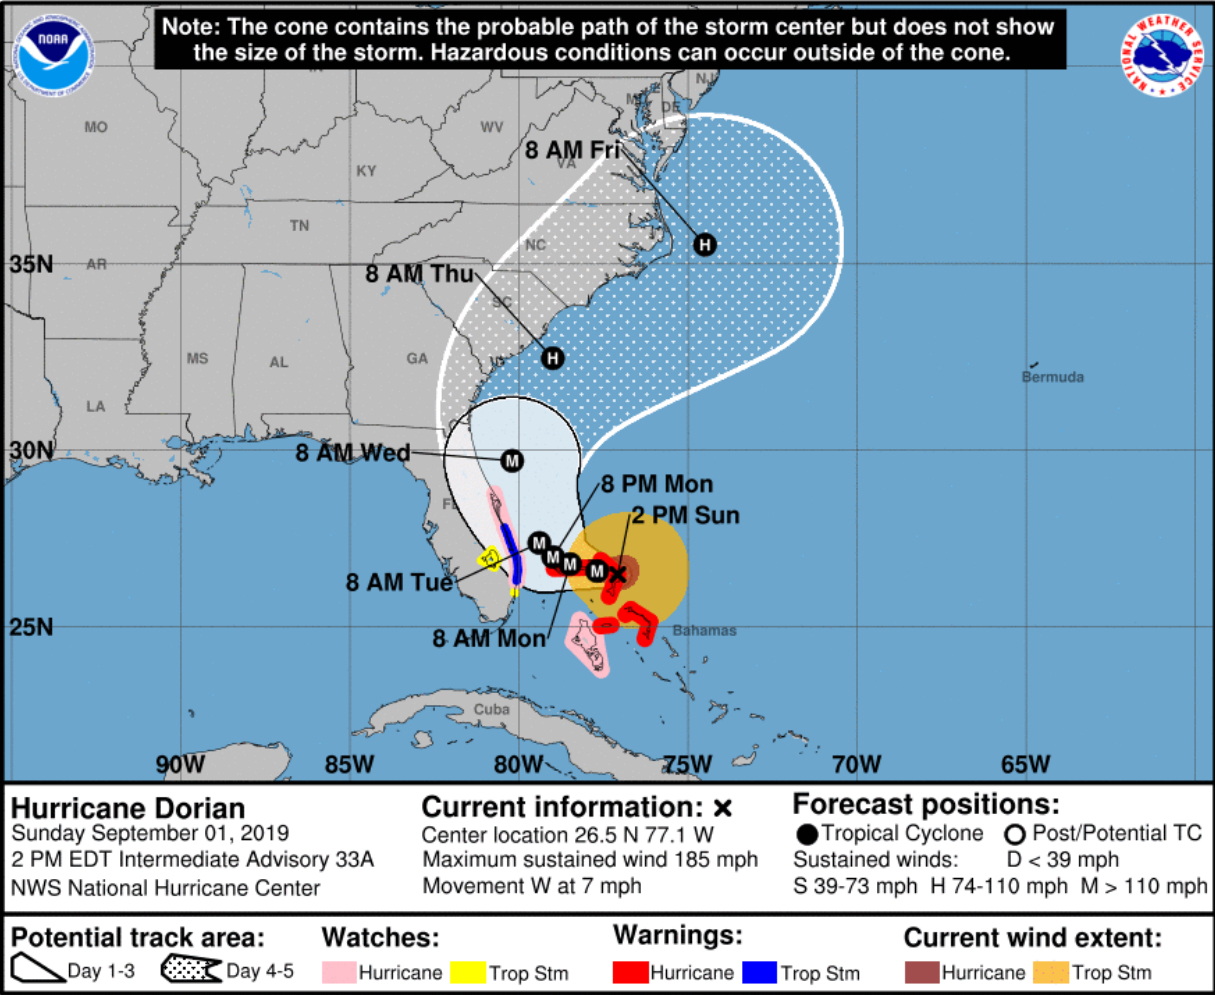 Note: The cone contains the probable path of the storm center but does not show
the size of the storm. Hazardous conditions can occur outside of the cone.
NOAA
NATIONAL WEATHER SERVICE
NJ
DE
MO
WV
8 AM Fri
VA
KY
TN
NC
35N
AR
8 AM Thu
SC
MS
AL
GA
Bermuda
LA
30N
8 AM Wed
8 PM Mon
2 PM Sun
8 AM Tue
25N
8 AM Mon
Bahamas
Cuba
90W
85W
80W
75W
70W
65W
M
M
M
M
M
H
H
Hurricane Dorian
Sunday September 01, 2019
2 PM EDT Intermediate Advisory 33A
NWS National Hurricane Center
Current information: x
Center location 26.5 N 77.1 W
Maximum sustained wind 185 mph
Movement W at 7 mph
Forecast positions:
Tropical Cyclone Post/Potential TC
Sustained winds: D < 39 mph
S 39-73 mph H 74-110 mph M > 110 mph
Potential track area:
Day 1-3 Day 4-5
Watches:
Hurricane Trop Stm
Warnings:
Hurricane Trop Stm
Current wind extent:
Hurricane Trop Stm